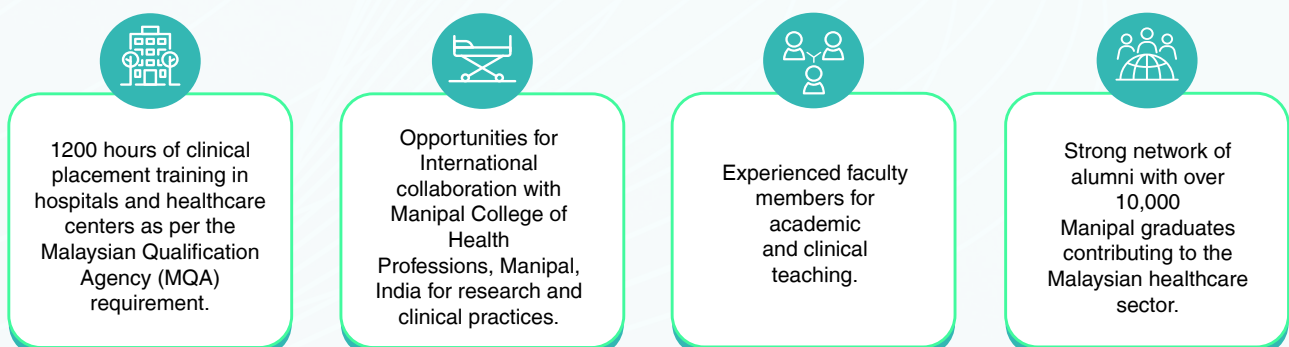 1200 hours of clinical
placement training in
hospitals and healthcare
centers as per the
Malaysian Qualification
Agency (MQA)
requirement.
Opportunities for
International
collaboration with
Manipal College of
Health
Professions, Manipal,
India for research and
clinical practices.
Experienced faculty
members for
academic
and clinical
teaching.
Strong network of
alumni with over
10,000
Manipal graduates
contributing to the
Malaysian healthcare
sector.